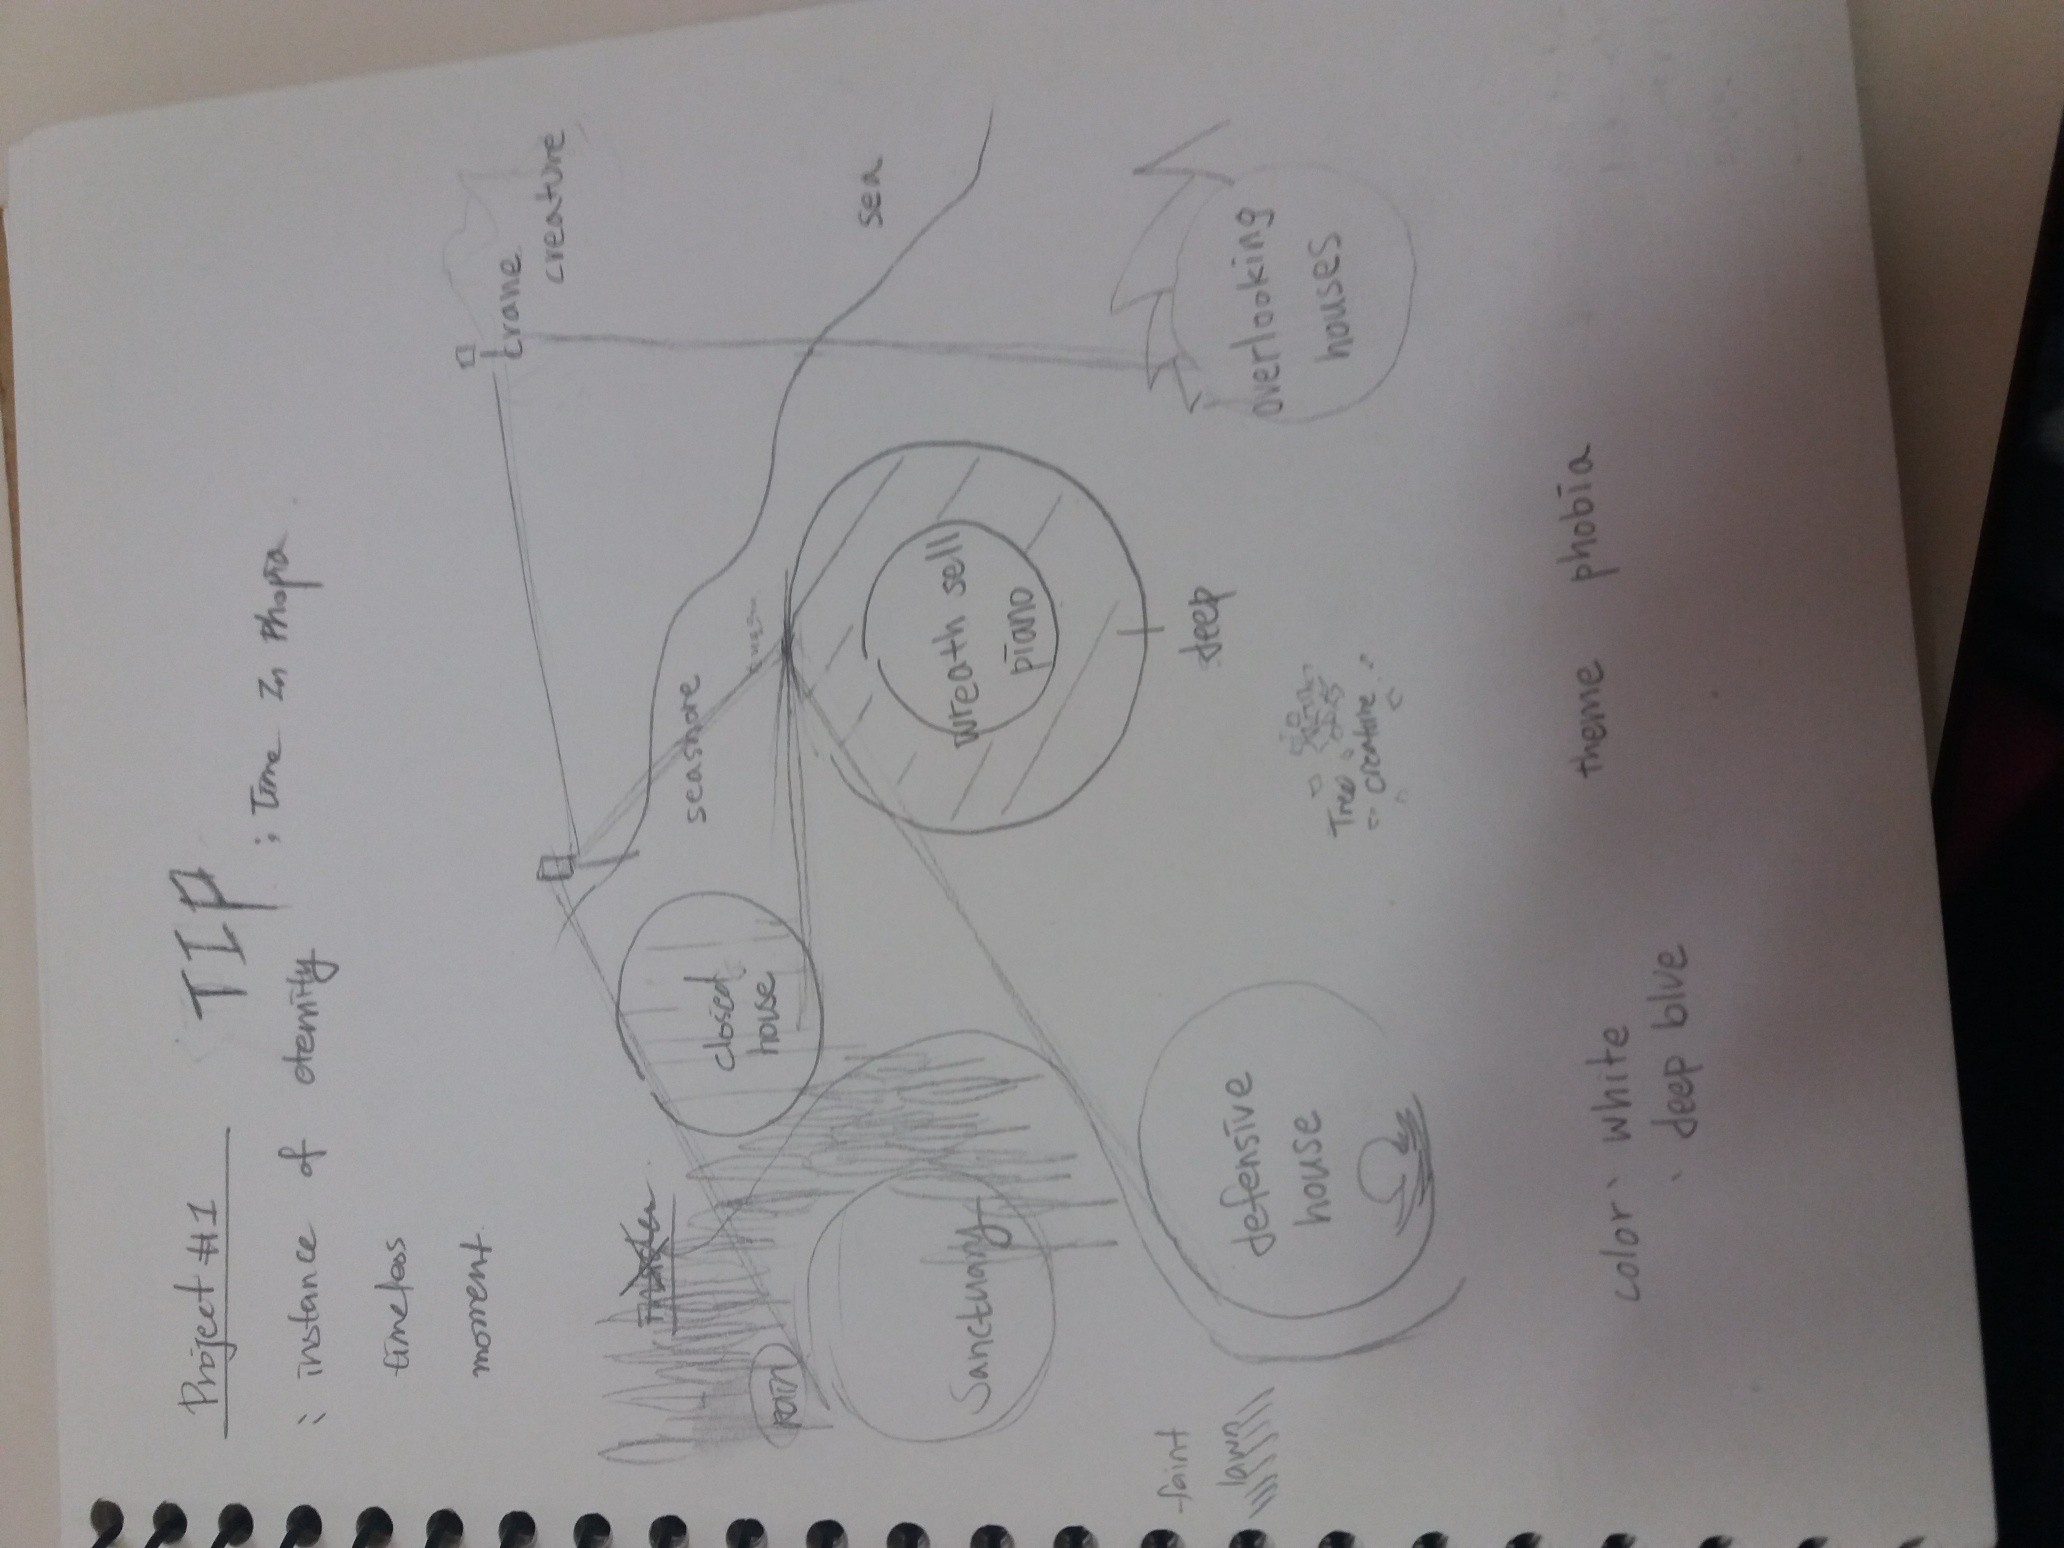 Project #1
TIP
; Time In Phopia
: instance of eternity
timeless
moment.
crane
creature
closed
house
seashore
rain
sea
Sanctuary
wreath sell
piano
faint
lawn
deep
defensive
house
overlooking
houses
Tree
creature
color: white
deep blue
theme phobia